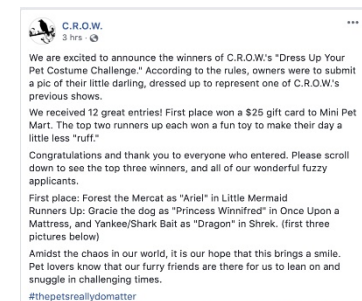 C.R.O.W.
3 hrs ·
We are excited to announce the winners of C.R.O.W.'s "Dress Up Your
Pet Costume Challenge." According to the rules, owners were to submit
a pic of their little darling, dressed up to represent one of C.R.O.W.'s
previous shows.
We received 12 great entries! First place won a $25 gift card to Mini Pet
Mart. The top two runners up each won a fun toy to make their day a
little less "ruff."
Congratulations and thank you to everyone who entered. Please scroll
down to see the top three winners, and all of our wonderful fuzzy
applicants.
First place: Forest the Mercat as "Ariel" in Little Mermaid
Runners Up: Gracie the dog as "Princess Winnifred" in Once Upon a
Mattress, and Yankee/Shark Bait as "Dragon" in Shrek. (first three
pictures below)
Amidst the chaos in our world, it is our hope that this brings a smile.
Pet lovers know that our furry friends are there for us to lean on and
snuggle in challenging times.
#thepetsreallydomatter